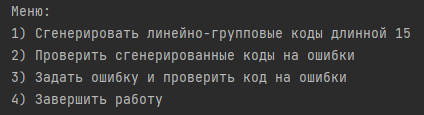 Меню:
1) Сгенерировать линейно-групповые коды длинной 15
2) Проверить сгенерированные коды на ошибки
3) Задать ошибку и проверить код на ошибки
4) Завершить работу